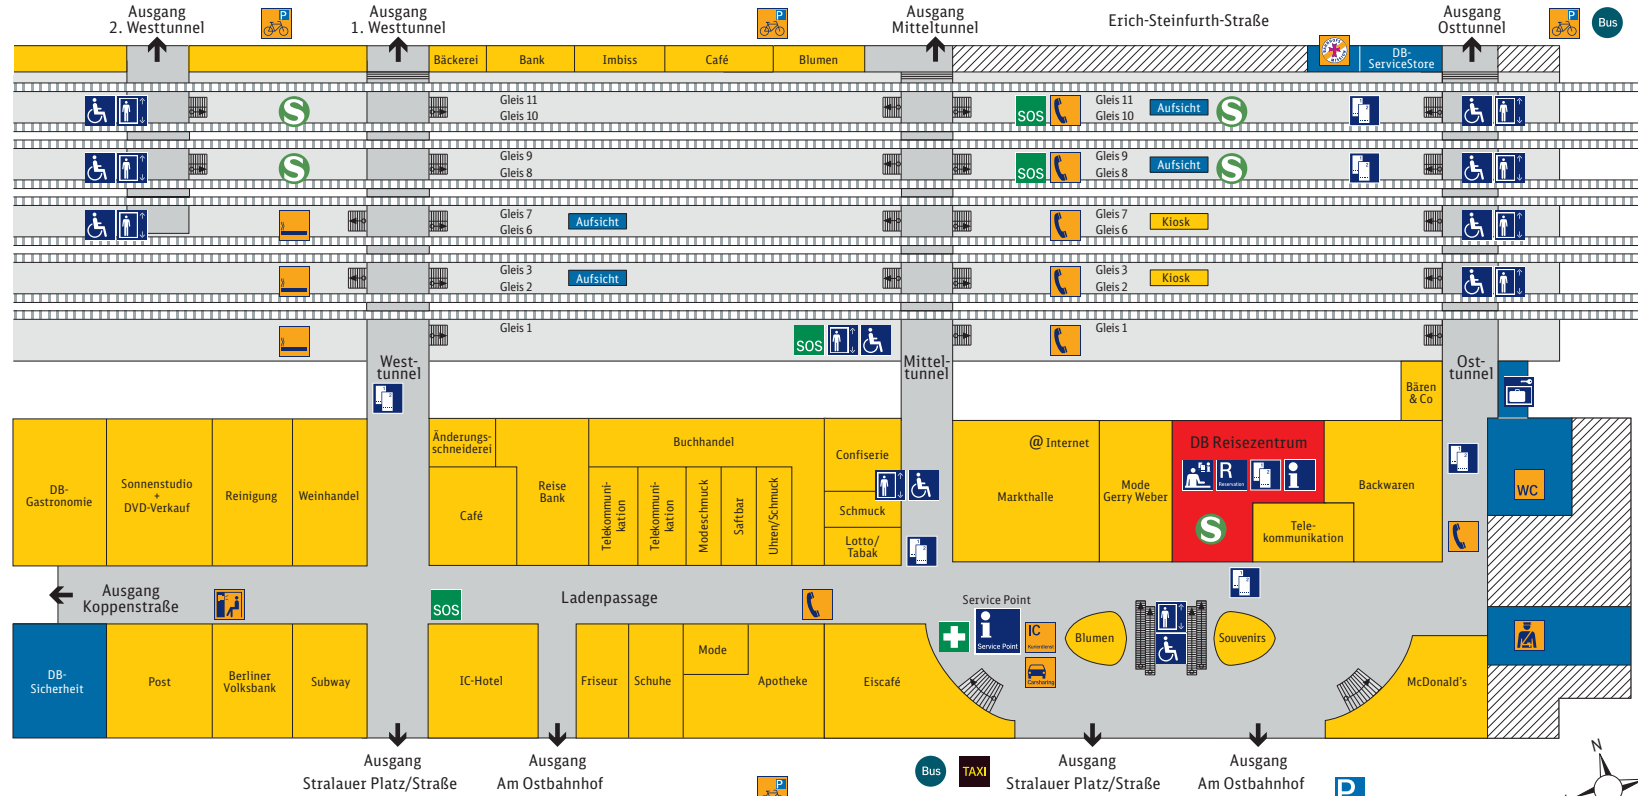 Ausgang
2. Westtunnel
P
Ausgang
1. Westtunnel
P
Ausgang
Mitteltunnel
Erich-Steinfurth-Straße
Ausgang
Osttunnel
P
Bus
Bäckerei
Bank
Imbiss
Café
Blumen
DB-
ServiceStore
S
Gleis 11
Gleis 10
SOS
Gleis 11
Gleis 10
Aufsicht
S
S
Gleis 9
Gleis 8
SOS
Gleis 9
Gleis 8
Aufsicht
S
Gleis 7
Gleis 6
Aufsicht
Gleis 7
Gleis 6
Kiosk
Gleis 3
Gleis 2
Aufsicht
Gleis 3
Gleis 2
Kiosk
Gleis 1
SOS
Gleis 1
West-
tunnel
Mittel-
tunnel
Ost-
tunnel
Bären
& Co
DB-
Gastronomie
Sonnenstudio
+
DVD-Verkauf
Reinigung
Weinhandel
Änderungs-
schneiderei
Café
Reise
Bank
Buchhandel
Telekommuni-
kation
Telekommuni-
kation
Modeschmuck
Saftbar
Uhren/Schmuck
Confiserie
Schmuck
Lotto/
Tabak
@ Internet
Markthalle
Mode
Gerry Weber
DB Reisezentrum
R
Reservation
i
S
Tele-
kommunikation
Backwaren
WC
Ausgang
Koppenstraße
SOS
Ladenpassage
Service Point
i
Service Point
IC
Kurierdienst
Carsharing
Blumen
Souvenirs
DB-
Sicherheit
Post
Berliner
Volksbank
Subway
IC-Hotel
Friseur
Schuhe
Mode
Apotheke
Eiscafé
McDonald's
Ausgang
Stralauer Platz/Straße
Ausgang
Am Ostbahnhof
P
Bus
TAXI
Ausgang
Stralauer Platz/Straße
Ausgang
Am Ostbahnhof
P
N